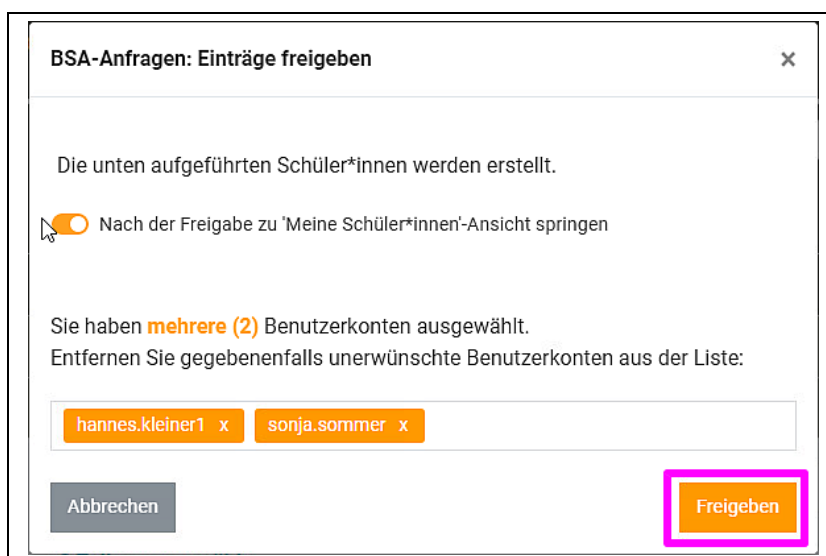 BSA-Anfragen: Einträge freigeben ×
Die unten aufgeführten Schüler*innen werden erstellt.
Nach der Freigabe zu 'Meine Schüler*innen'-Ansicht springen
Sie haben mehrere (2) Benutzerkonten ausgewählt.
Entfernen Sie gegebenenfalls unerwünschte Benutzerkonten aus der Liste:
hannes.kleiner1 x sonja.sommer x
Abbrechen Freigeben